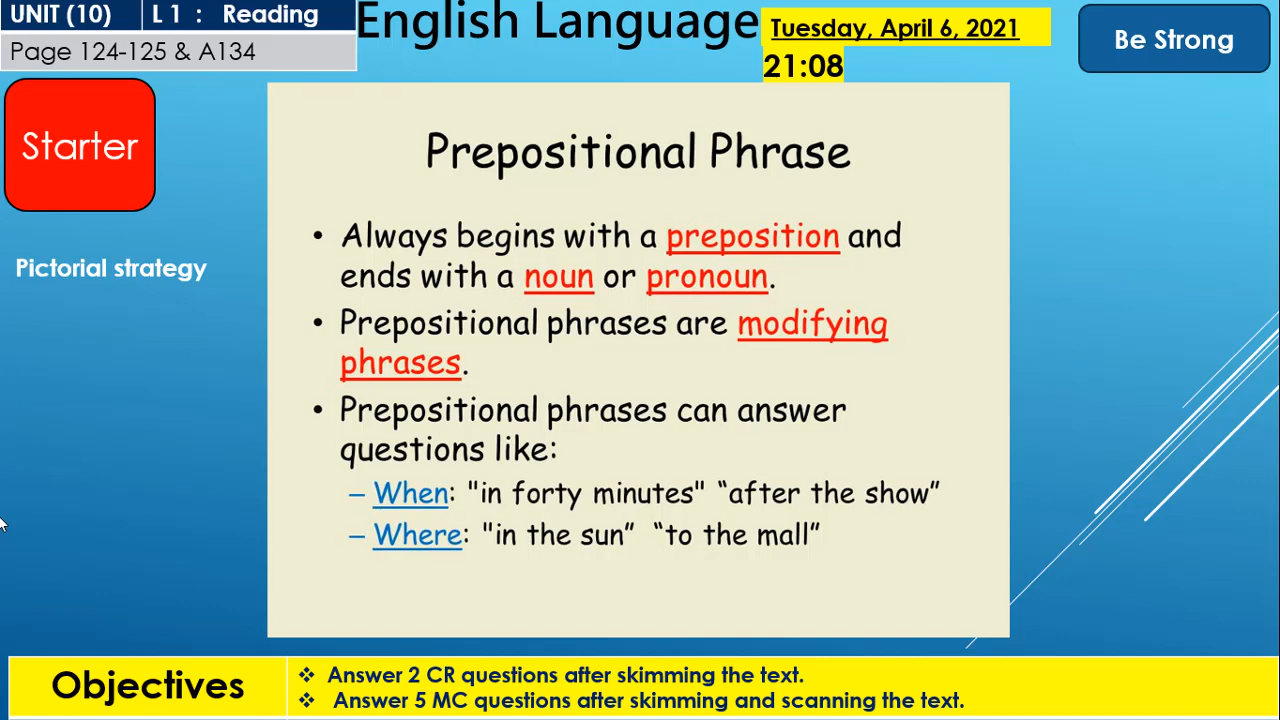 UNIT (10) L 1 : Reading
Page 124-125 & A134
English Language
Tuesday, April 6, 2021
21:08
Be Strong
Starter
Pictorial strategy
Prepositional Phrase
• Always begins with a preposition and
ends with a noun or pronoun.
• Prepositional phrases are modifying
phrases.
• Prepositional phrases can answer
questions like:
– When: "in forty minutes" “after the show”
– Where: "in the sun” “to the mall”
Objectives
❖ Answer 2 CR questions after skimming the text.
❖ Answer 5 MC questions after skimming and scanning the text.